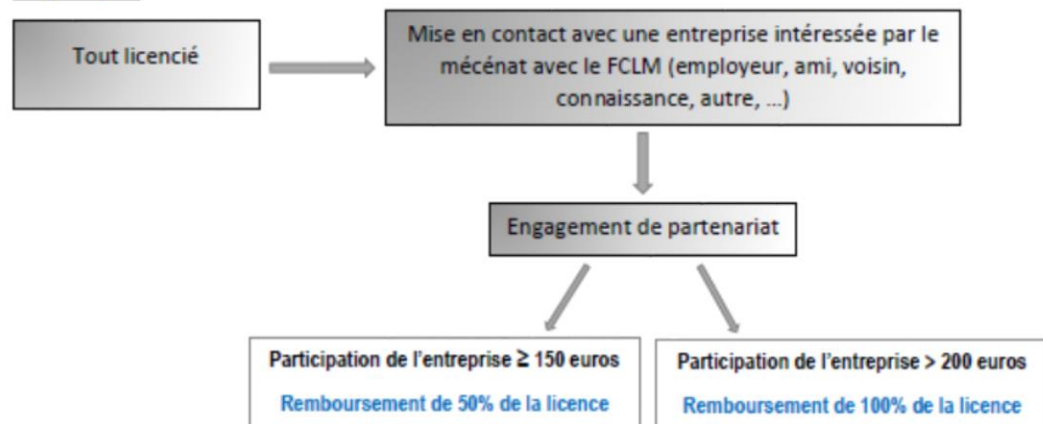 Tout licencié
Mise en contact avec une entreprise intéressée par le
mécénat avec le FCLM (employeur, ami, voisin,
connaissance, autre, ...)
Engagement de partenariat
Participation de l'entreprise ≥ 150 euros
Remboursement de 50% de la licence
Participation de l'entreprise > 200 euros
Remboursement de 100% de la licence